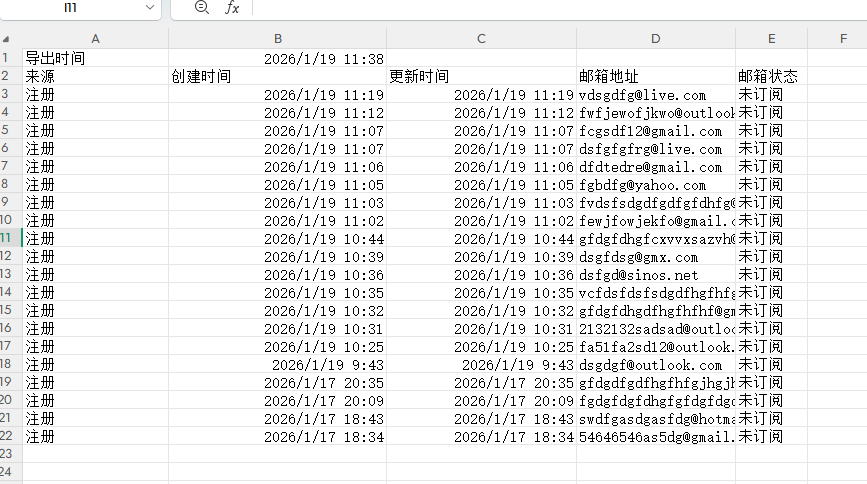 fx
A B C D E F
1 导出时间 2026/1/19 11:38
2 来源 创建时间 更新时间 邮箱地址 邮箱状态
3 注册 2026/1/19 11:19 2026/1/19 11:19 vdsgdfg@live.com 未订阅
4 注册 2026/1/19 11:12 2026/1/19 11:12 fwfjewofjkwo@outlook 未订阅
5 注册 2026/1/19 11:07 2026/1/19 11:07 fcgsdf12@gmail.com 未订阅
6 注册 2026/1/19 11:07 2026/1/19 11:07 dsfgfgfrg@live.com 未订阅
7 注册 2026/1/19 11:06 2026/1/19 11:06 dfdtedre@gmail.com 未订阅
8 注册 2026/1/19 11:05 2026/1/19 11:05 fgbdfg@yahoo.com 未订阅
9 注册 2026/1/19 11:03 2026/1/19 11:03 fvdsfsdgdfgdfgfdhfg@ 未订阅
10 注册 2026/1/19 11:02 2026/1/19 11:02 fewjfowjekfo@gmail.c 未订阅
11 注册 2026/1/19 10:44 2026/1/19 10:44 gfdgfdhgfcxvvxsazvh@ 未订阅
12 注册 2026/1/19 10:39 2026/1/19 10:39 dsgfdsg@gmx.com 未订阅
13 注册 2026/1/19 10:36 2026/1/19 10:36 dsfgd@sinos.net 未订阅
14 注册 2026/1/19 10:35 2026/1/19 10:35 vcfdsfdsfsdgdfhgfhfg 未订阅
15 注册 2026/1/19 10:32 2026/1/19 10:32 gfdgfdhgdfhgfhfhf@gm 未订阅
16 注册 2026/1/19 10:31 2026/1/19 10:31 2132132sadsad@outloo 未订阅
17 注册 2026/1/19 10:25 2026/1/19 10:25 fa51fa2sd12@outlook. 未订阅
18 注册 2026/1/19 9:43 2026/1/19 9:43 dsgdgf@outlook.com 未订阅
19 注册 2026/1/17 20:35 2026/1/17 20:35 gfdgdfgdfhgfhfgjhgjh 未订阅
20 注册 2026/1/17 20:09 2026/1/17 20:09 fgdgfdgfdhgfgfdgfdgd 未订阅
21 注册 2026/1/17 18:43 2026/1/17 18:43 swdfgasdgasfdg@hotma 未订阅
22 注册 2026/1/17 18:34 2026/1/17 18:34 54646546as5dg@gmail. 未订阅
23
24